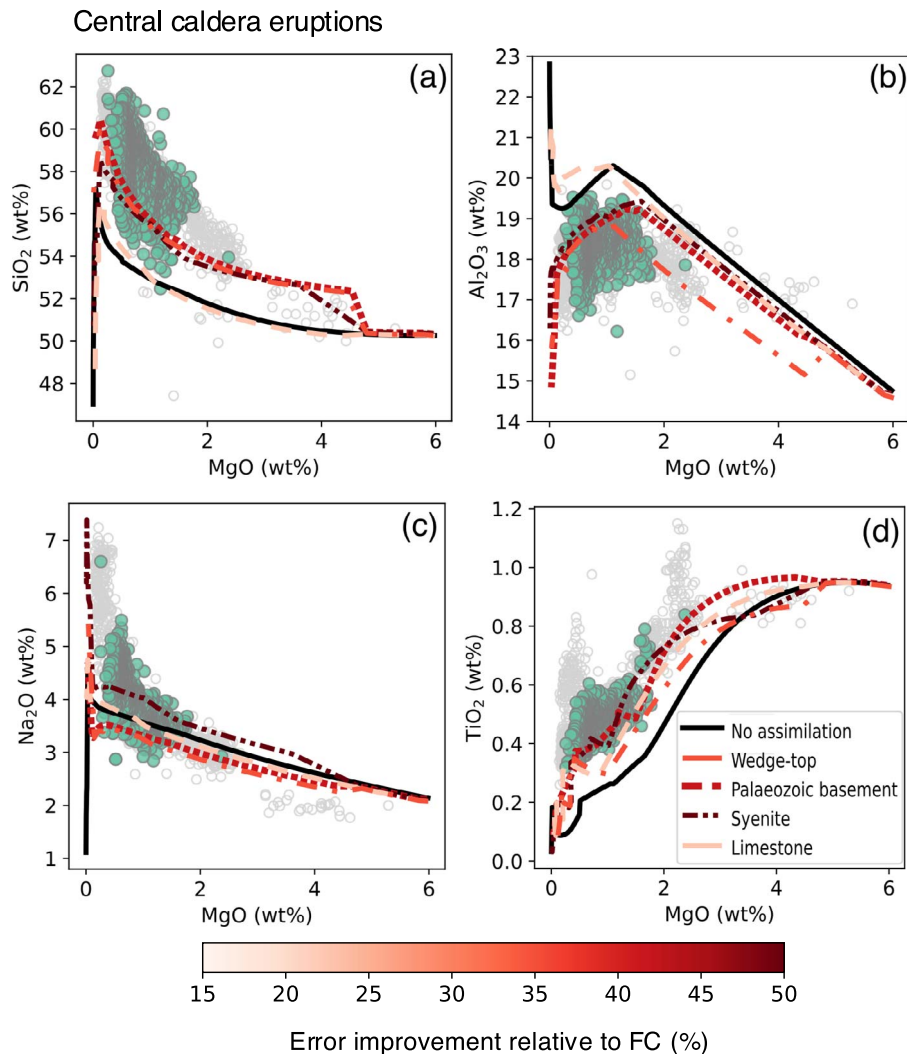 Central caldera eruptions
(a)
62
60
58
56
54
52
50
48
SiO₂ (wt%)
0 2 4 6
MgO (wt%)
(b)
23
22
21
20
19
18
17
16
15
14
Al₂O₃ (wt%)
0 2 4 6
MgO (wt%)
(c)
7
6
5
4
3
2
1
Na₂O (wt%)
0 2 4 6
MgO (wt%)
(d)
1.2
1.0
0.8
0.6
0.4
0.2
0.0
TiO₂ (wt%)
No assimilation
Wedge-top
Palaeozoic basement
Syenite
Limestone
0 2 4 6
MgO (wt%)
15 20 25 30 35 40 45 50
Error improvement relative to FC (%)